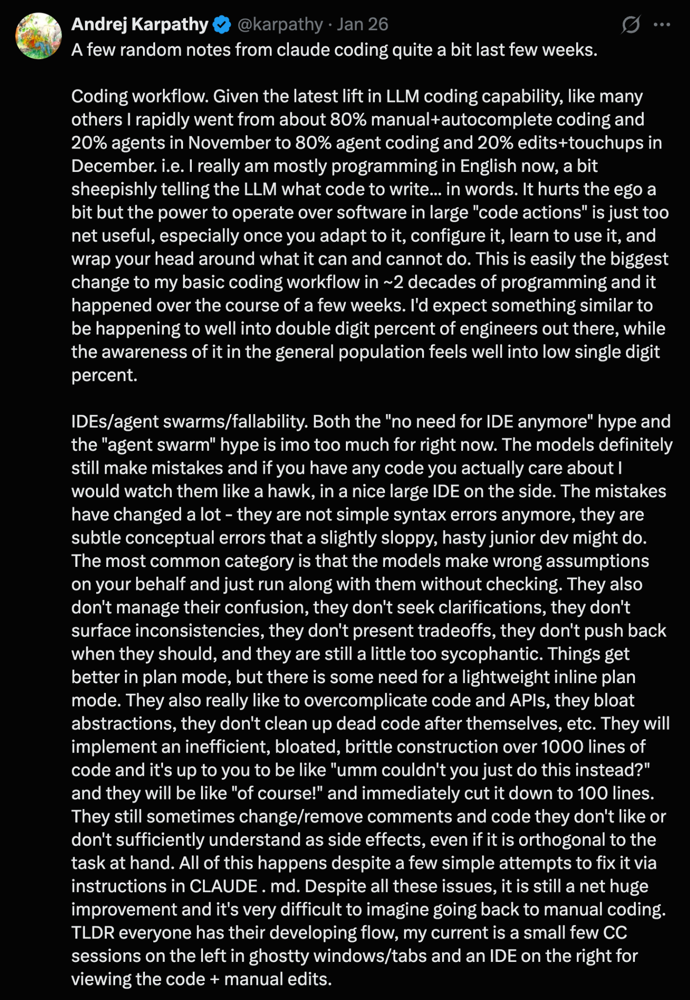 Andrej Karpathy @karpathy · Jan 26
A few random notes from claude coding quite a bit last few weeks.
Coding workflow. Given the latest lift in LLM coding capability, like many
others I rapidly went from about 80% manual+autocomplete coding and
20% agents in November to 80% agent coding and 20% edits+touchups in
December. i.e. I really am mostly programming in English now, a bit
sheepishly telling the LLM what code to write... in words. It hurts the ego a
bit but the power to operate over software in large "code actions" is just too
net useful, especially once you adapt to it, configure it, learn to use it, and
wrap your head around what it can and cannot do. This is easily the biggest
change to my basic coding workflow in ~2 decades of programming and it
happened over the course of a few weeks. I'd expect something similar to
be happening to well into double digit percent of engineers out there, while
the awareness of it in the general population feels well into low single digit
percent.
IDEs/agent swarms/fallability. Both the "no need for IDE anymore" hype and
the "agent swarm" hype is imo too much for right now. The models definitely
still make mistakes and if you have any code you actually care about I
would watch them like a hawk, in a nice large IDE on the side. The mistakes
have changed a lot - they are not simple syntax errors anymore, they are
subtle conceptual errors that a slightly sloppy, hasty junior dev might do.
The most common category is that the models make wrong assumptions
on your behalf and just run along with them without checking. They also
don't manage their confusion, they don't seek clarifications, they don't
surface inconsistencies, they don't present tradeoffs, they don't push back
when they should, and they are still a little too sycophantic. Things get
better in plan mode, but there is some need for a lightweight inline plan
mode. They also really like to overcomplicate code and APIs, they bloat
abstractions, they don't clean up dead code after themselves, etc. They will
implement an inefficient, bloated, brittle construction over 1000 lines of
code and it's up to you to be like "umm couldn't you just do this instead?"
and they will be like "of course!" and immediately cut it down to 100 lines.
They still sometimes change/remove comments and code they don't like or
don't sufficiently understand as side effects, even if it is orthogonal to the
task at hand. All of this happens despite a few simple attempts to fix it via
instructions in CLAUDE . md. Despite all these issues, it is still a net huge
improvement and it's very difficult to imagine going back to manual coding.
TLDR everyone has their developing flow, my current is a small few CC
sessions on the left in ghostty windows/tabs and an IDE on the right for
viewing the code + manual edits.